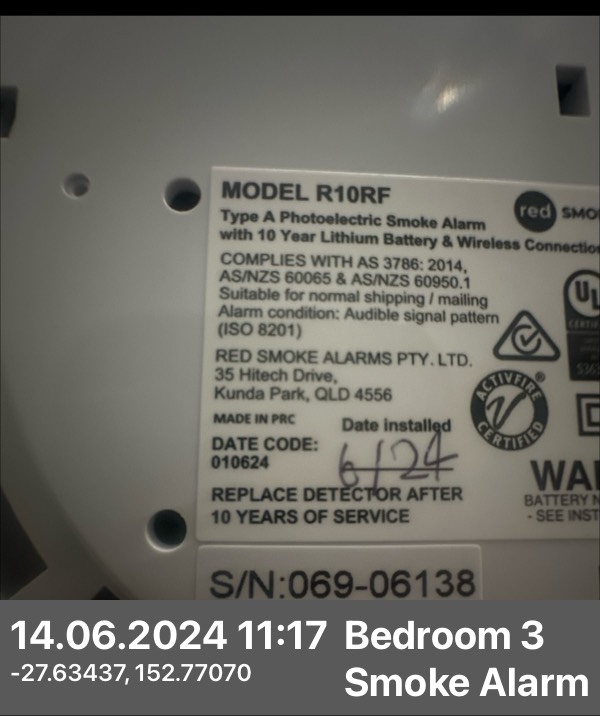 MODEL R10RF
red
Type A Photoelectric Smoke Alarm
with 10 Year Lithium Battery & Wireless
COMPLIES WITH AS 3786: 2014,
AS/NZS 60065 & AS/NZS 60950.1
Suitable for normal shipping / mailing
Alarm condition: Audible signal pattern
(ISO 8201)
UL
RED SMOKE ALARMS PTY. LTD.
35 Hitech Drive,
Kunda Park, QLD 4556
ACTIVFIRE®
CERTIFIED
MADE IN PRC
Date installed
DATE CODE:
010624
6/24
REPLACE DETECTOR AFTER
10 YEARS OF SERVICE
BATTERY
- SEE
S/N:069-06138
14.06.2024 11:17
-27.63437, 152.77070
Bedroom 3
Smoke Alarm